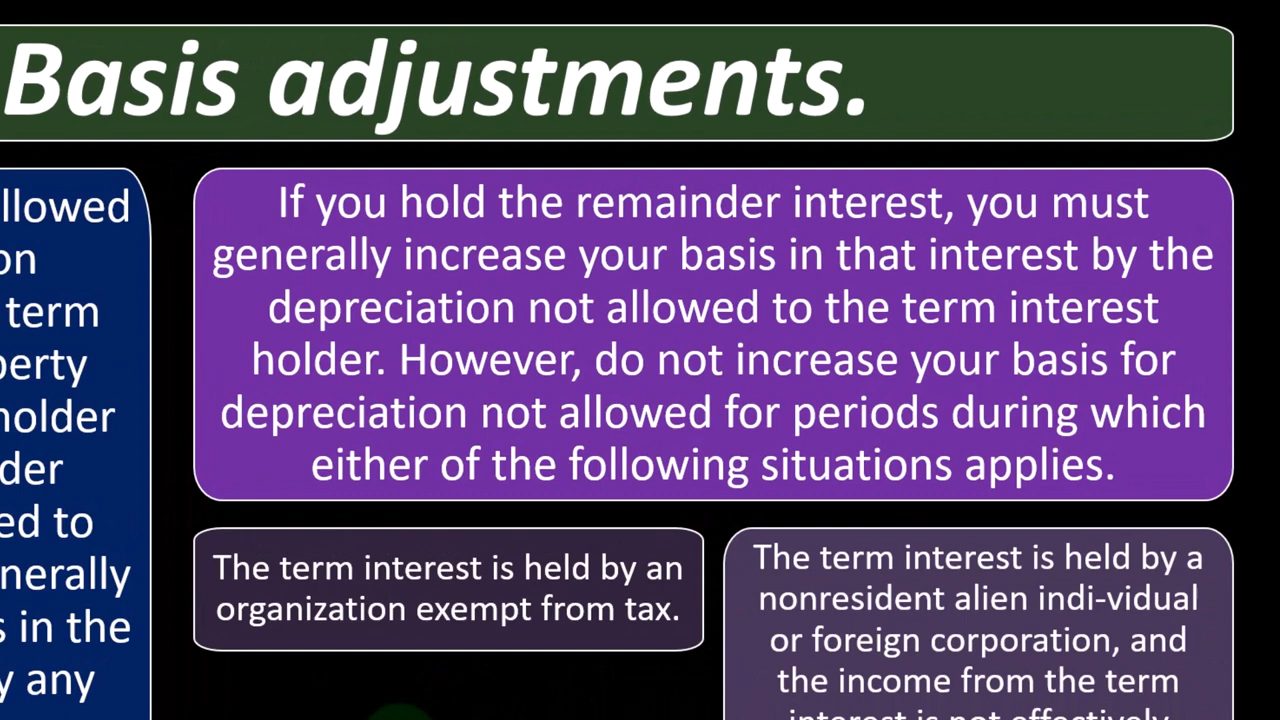 Basis adjustments.
llowed
on
term
perty
holder
der
ed to
nerally
s in the
y any
If you hold the remainder interest, you must
generally increase your basis in that interest by the
depreciation not allowed to the term interest
holder. However, do not increase your basis for
depreciation not allowed for periods during which
either of the following situations applies.
The term interest is held by an
organization exempt from tax.
The term interest is held by a
nonresident alien indi-vidual
or foreign corporation, and
the income from the term
interest is not effectively